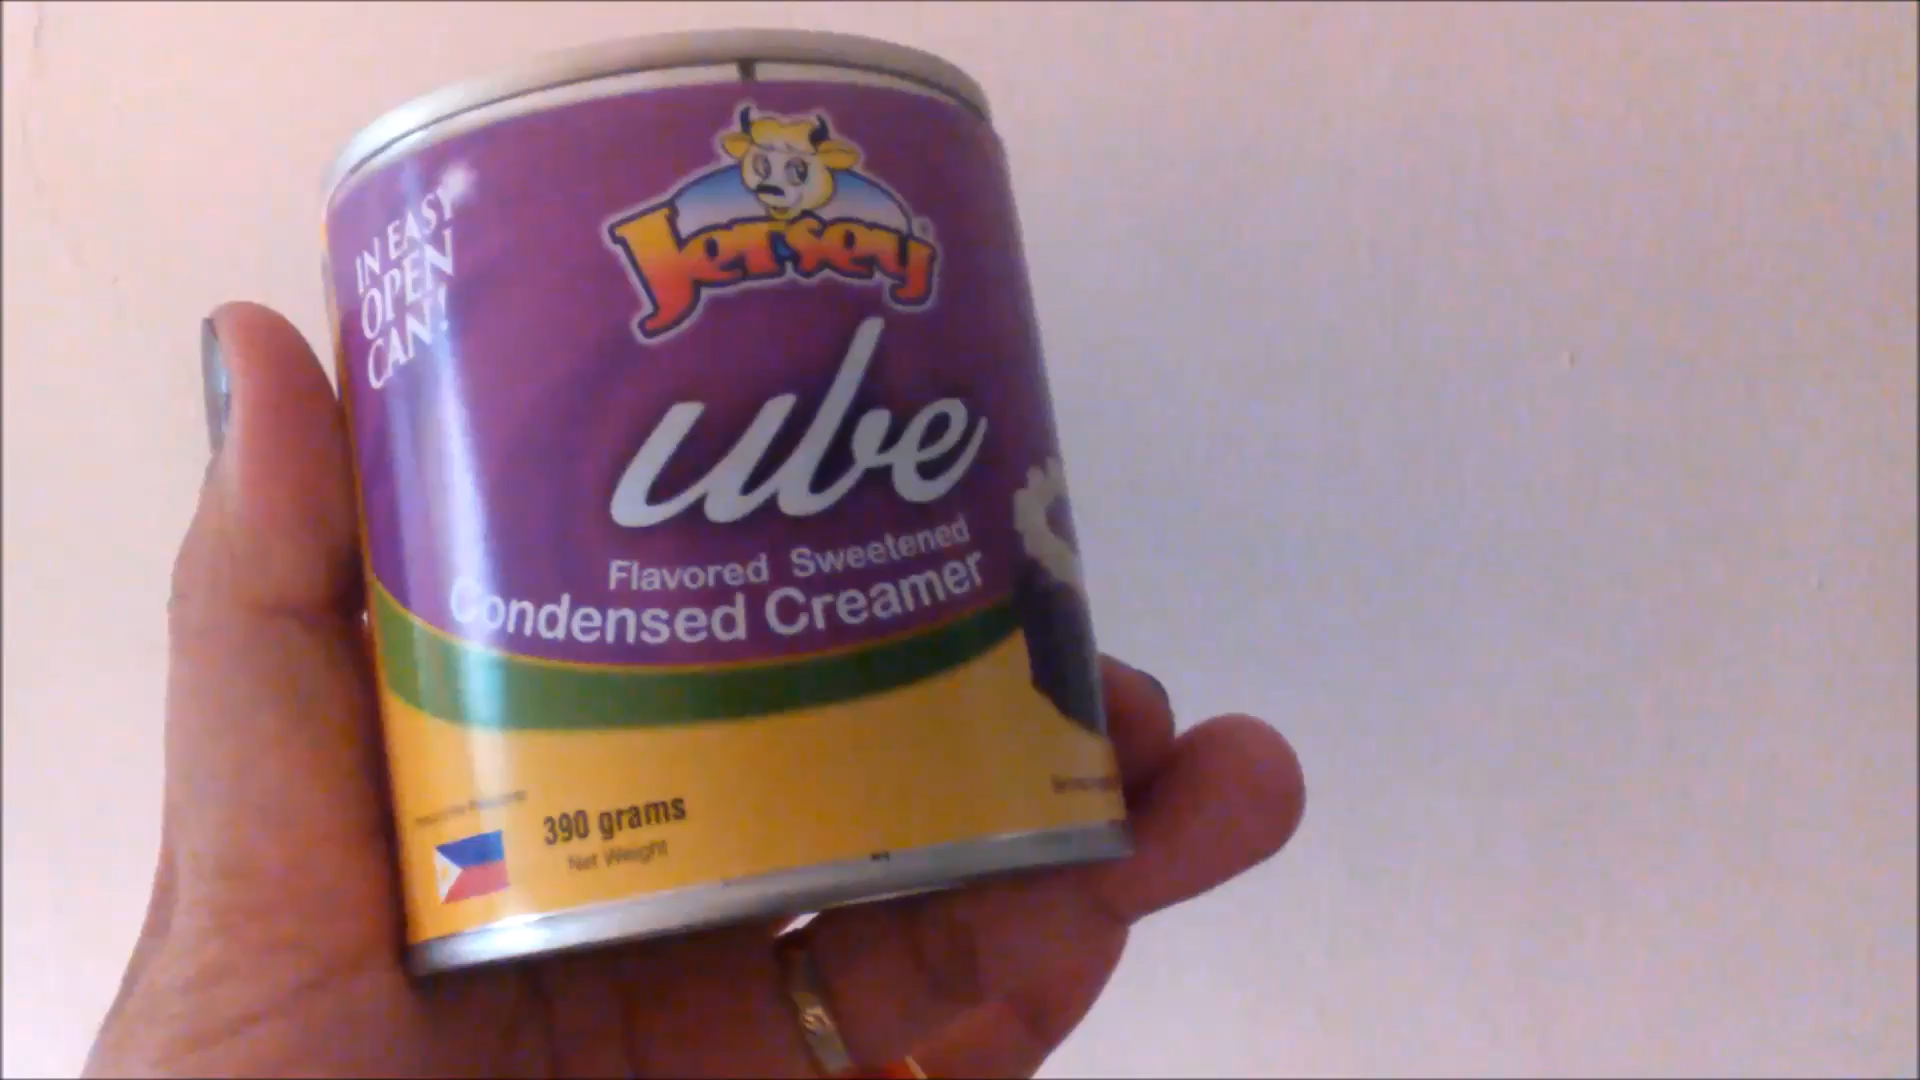 IN EASY
OPEN
CAN!
Jersey
ube
Flavored Sweetened
Condensed Creamer
390 grams
Net Weight